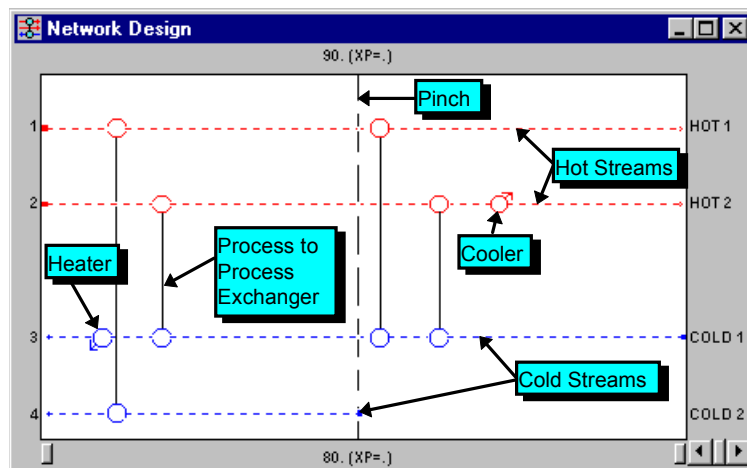 Network Design
90. (XP=.)
Pinch
1
HOT 1
Hot Streams
2
HOT 2
Cooler
Heater
Process to
Process
Exchanger
3
COLD 1
Cold Streams
4
COLD 2
80. (XP=.)